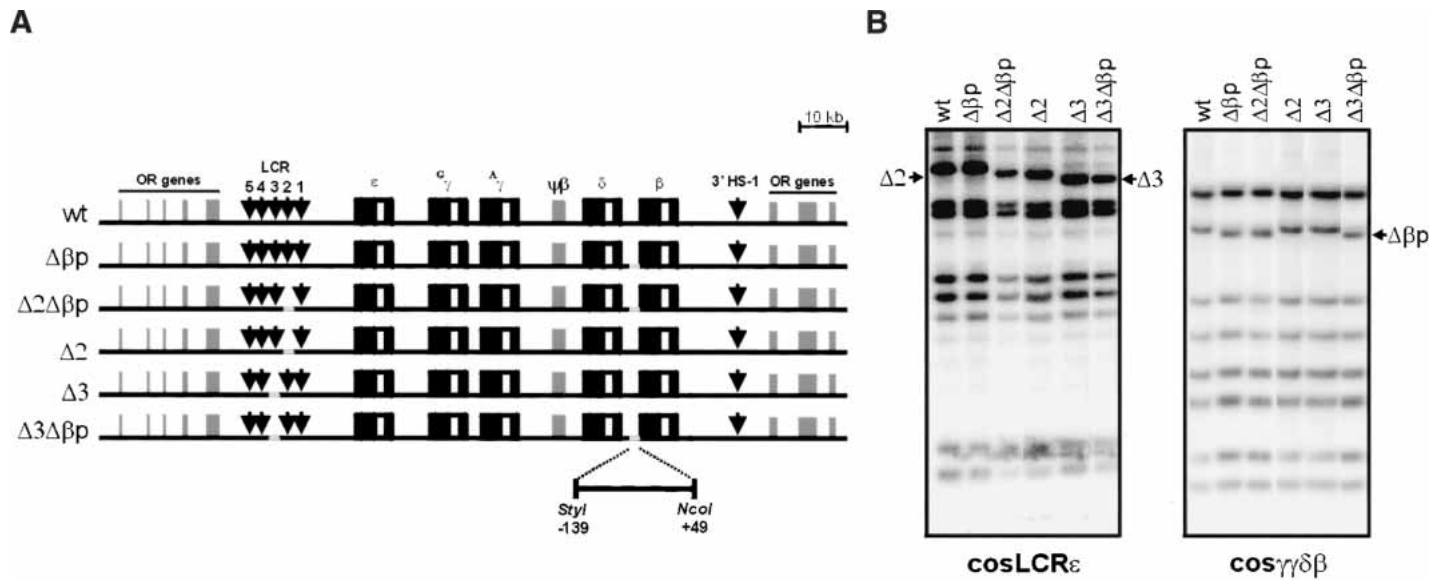 A
10 kb
OR genes
LCR
5 4 3 2 1
ε
Gγ
Aγ
ψβ
δ
β
3'HS-1
OR genes
wt
Δβp
Δ2Δβp
Δ2
Δ3
Δ3Δβp
StyI
-139
NcoI
+49
B
wt
Δβp
Δ2Δβp
Δ2
Δ3
Δ3Δβp
Δ2
Δ3
cosLCRε
wt
Δβp
Δ2Δβp
Δ2
Δ3
Δ3Δβp
Δβp
cosγγδβ